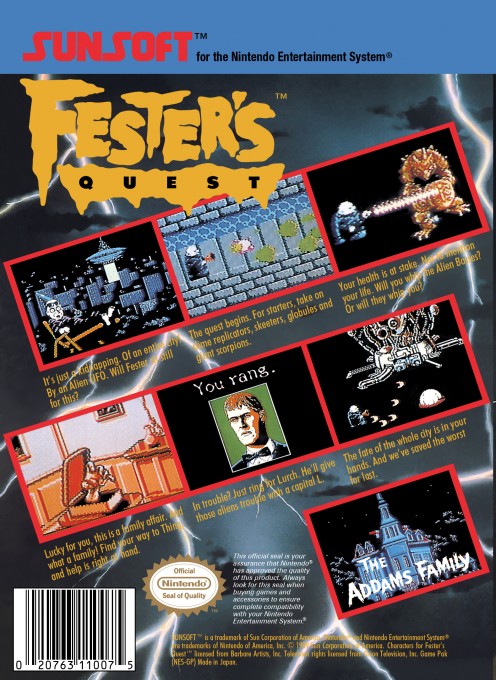 SUNSOFT™ for the Nintendo Entertainment System®
FESTER'S™
QUEST
It's just a kidnapping. Of an entire city.
By an Alien UFO. Will Fester sit still
for this?
The quest begins. For starters, take on
slime replicators, skeeters, globules and
giant scorpions.
Your health is at stake. Not to mention
your life. Will you whip the Alien Bosses?
Or will they whip you?
Lucky for you, this is a family affair. And
what a family! Find your way to Thing
and help is right at hand.
You rang.
In trouble? Just ring for Lurch. He'll give
those aliens trouble with a capital L.
The fate of the whole city is in your
hands. And we've saved the worst
for last.
THE
ADDAMS FAMILY
Official
Nintendo®
Seal of Quality
™
This official seal is your
assurance that Nintendo®
has approved the quality
of this product. Always
look for this seal when
buying games and
accessories to ensure
complete compatibility
with your Nintendo
Entertainment System.®
0 20763 11007 5
SUNSOFT™ is a trademark of Sun Corporation of America. Nintendo and Nintendo Entertainment System®
are trademarks of Nintendo of America, Inc. © Sun Corporation of America. Characters for Fester's
Quest™ licensed from Barbara Artists, Inc. Television rights licensed from Television, Inc. Game Pak
(NES-GP) Made in Japan.